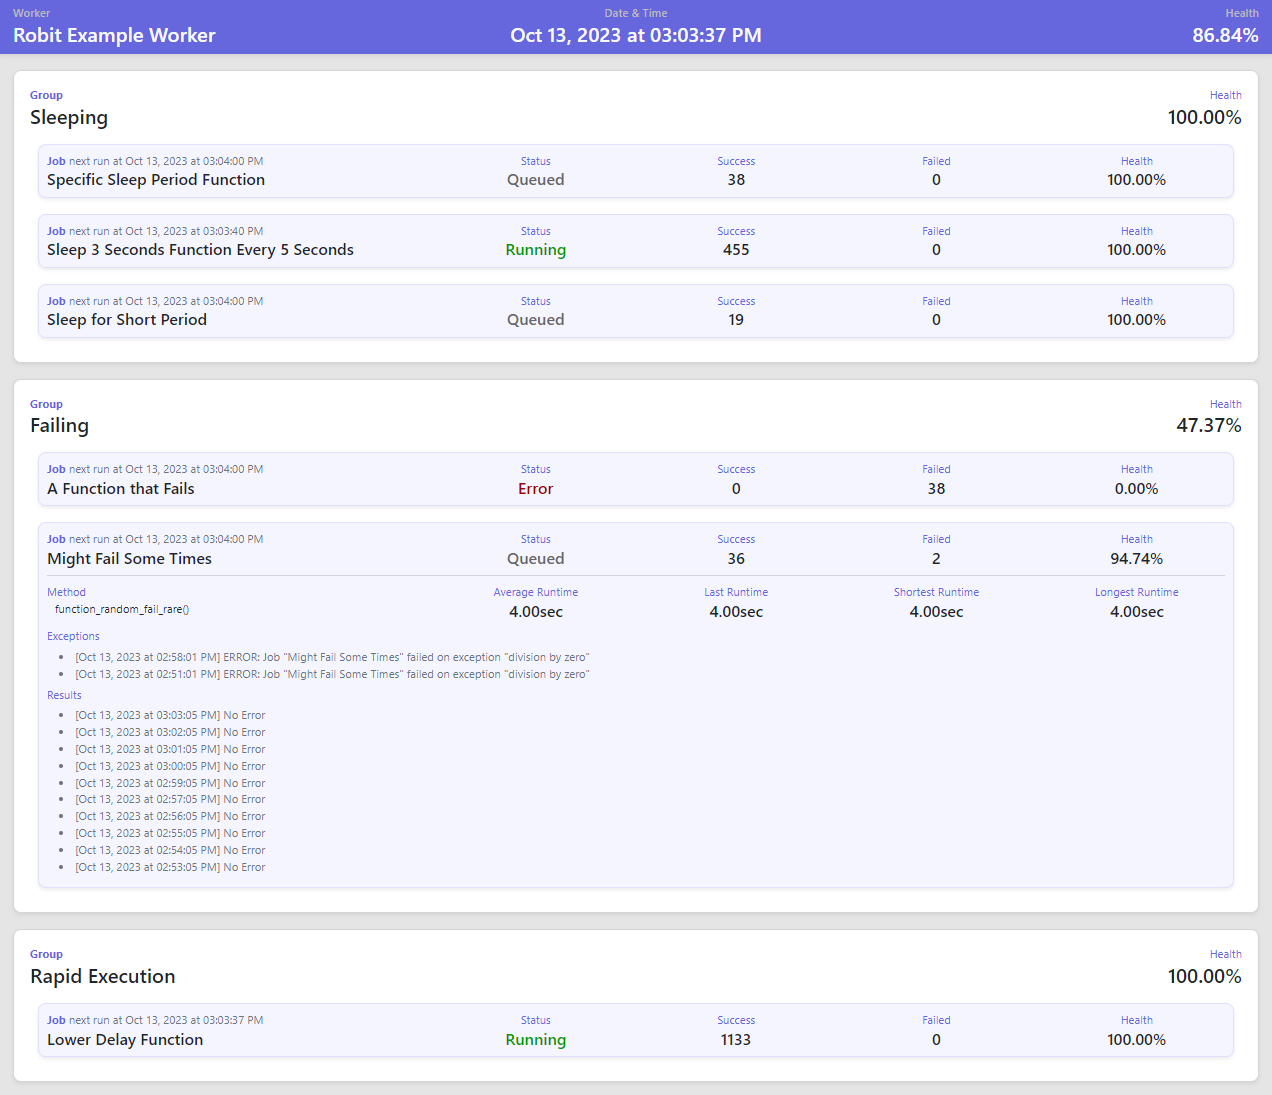 Worker Date & Time Health
Robit Example Worker Oct 13, 2023 at 03:03:37 PM 86.84%
Group Health
Sleeping 100.00%
Job next run at Oct 13, 2023 at 03:04:00 PM Status Success Failed Health
Specific Sleep Period Function Queued 38 0 100.00%
Job next run at Oct 13, 2023 at 03:03:40 PM Status Success Failed Health
Sleep 3 Seconds Function Every 5 Seconds Running 455 0 100.00%
Job next run at Oct 13, 2023 at 03:04:00 PM Status Success Failed Health
Sleep for Short Period Queued 19 0 100.00%
Group Health
Failing 47.37%
Job next run at Oct 13, 2023 at 03:04:00 PM Status Success Failed Health
A Function that Fails Error 0 38 0.00%
Job next run at Oct 13, 2023 at 03:04:00 PM Status Success Failed Health
Might Fail Some Times Queued 36 2 94.74%
Method Average Runtime Last Runtime Shortest Runtime Longest Runtime
function_random_fail_rare() 4.00sec 4.00sec 4.00sec 4.00sec
Exceptions
• [Oct 13, 2023 at 02:58:01 PM] ERROR: Job "Might Fail Some Times" failed on exception "division by zero"
• [Oct 13, 2023 at 02:51:01 PM] ERROR: Job "Might Fail Some Times" failed on exception "division by zero"
Results
• [Oct 13, 2023 at 03:03:05 PM] No Error
• [Oct 13, 2023 at 03:02:05 PM] No Error
• [Oct 13, 2023 at 03:01:05 PM] No Error
• [Oct 13, 2023 at 03:00:05 PM] No Error
• [Oct 13, 2023 at 02:59:05 PM] No Error
• [Oct 13, 2023 at 02:57:05 PM] No Error
• [Oct 13, 2023 at 02:56:05 PM] No Error
• [Oct 13, 2023 at 02:55:05 PM] No Error
• [Oct 13, 2023 at 02:54:05 PM] No Error
• [Oct 13, 2023 at 02:53:05 PM] No Error
Group Health
Rapid Execution 100.00%
Job next run at Oct 13, 2023 at 03:03:37 PM Status Success Failed Health
Lower Delay Function Running 1133 0 100.00%